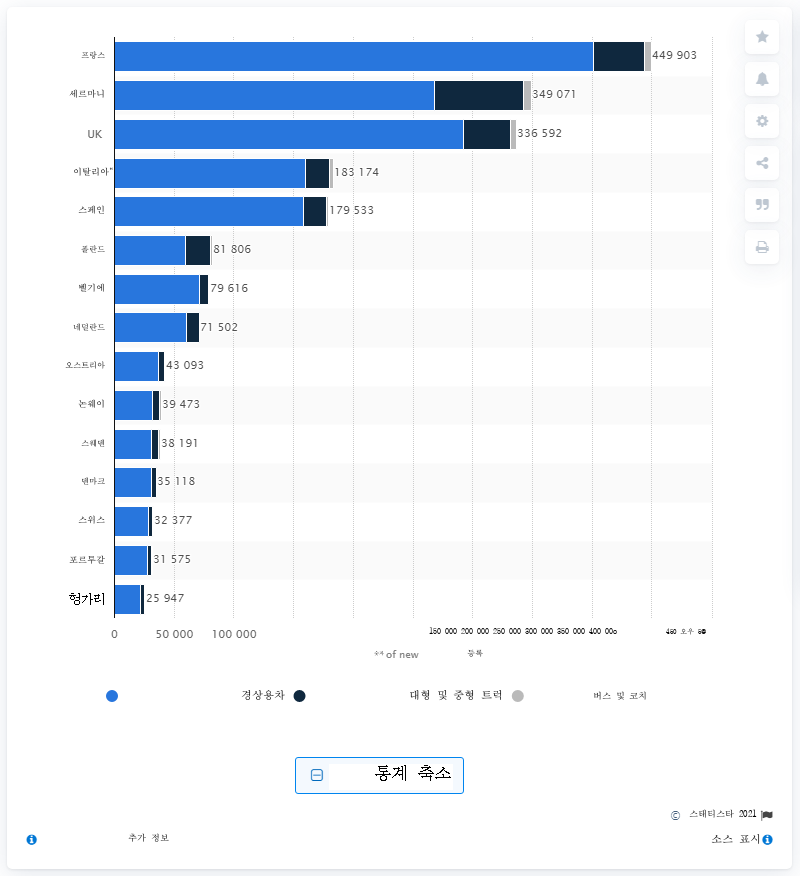 프랑스 449 903
세르마니 349 071
UK 336 592
이탈리아" 183 174
스페인 179 533
폴란드 81 806
벨기에 79 616
네덜란드 71 502
오스트리아 43 093
논웨이 39 473
스웨덴 38 191
덴마크 35 118
스위스 32 377
포르투갈 31 575
헝가리 25 947
0 50 000 100 000 150 000 200 000 250 000 300 000 350 000 400 00o 450 오우
** of new 등록
경상용차 대형 및 중형 트럭 버스 및 코치
통계 축소
© 스태티스타 2021
추가 정보 소스 표시